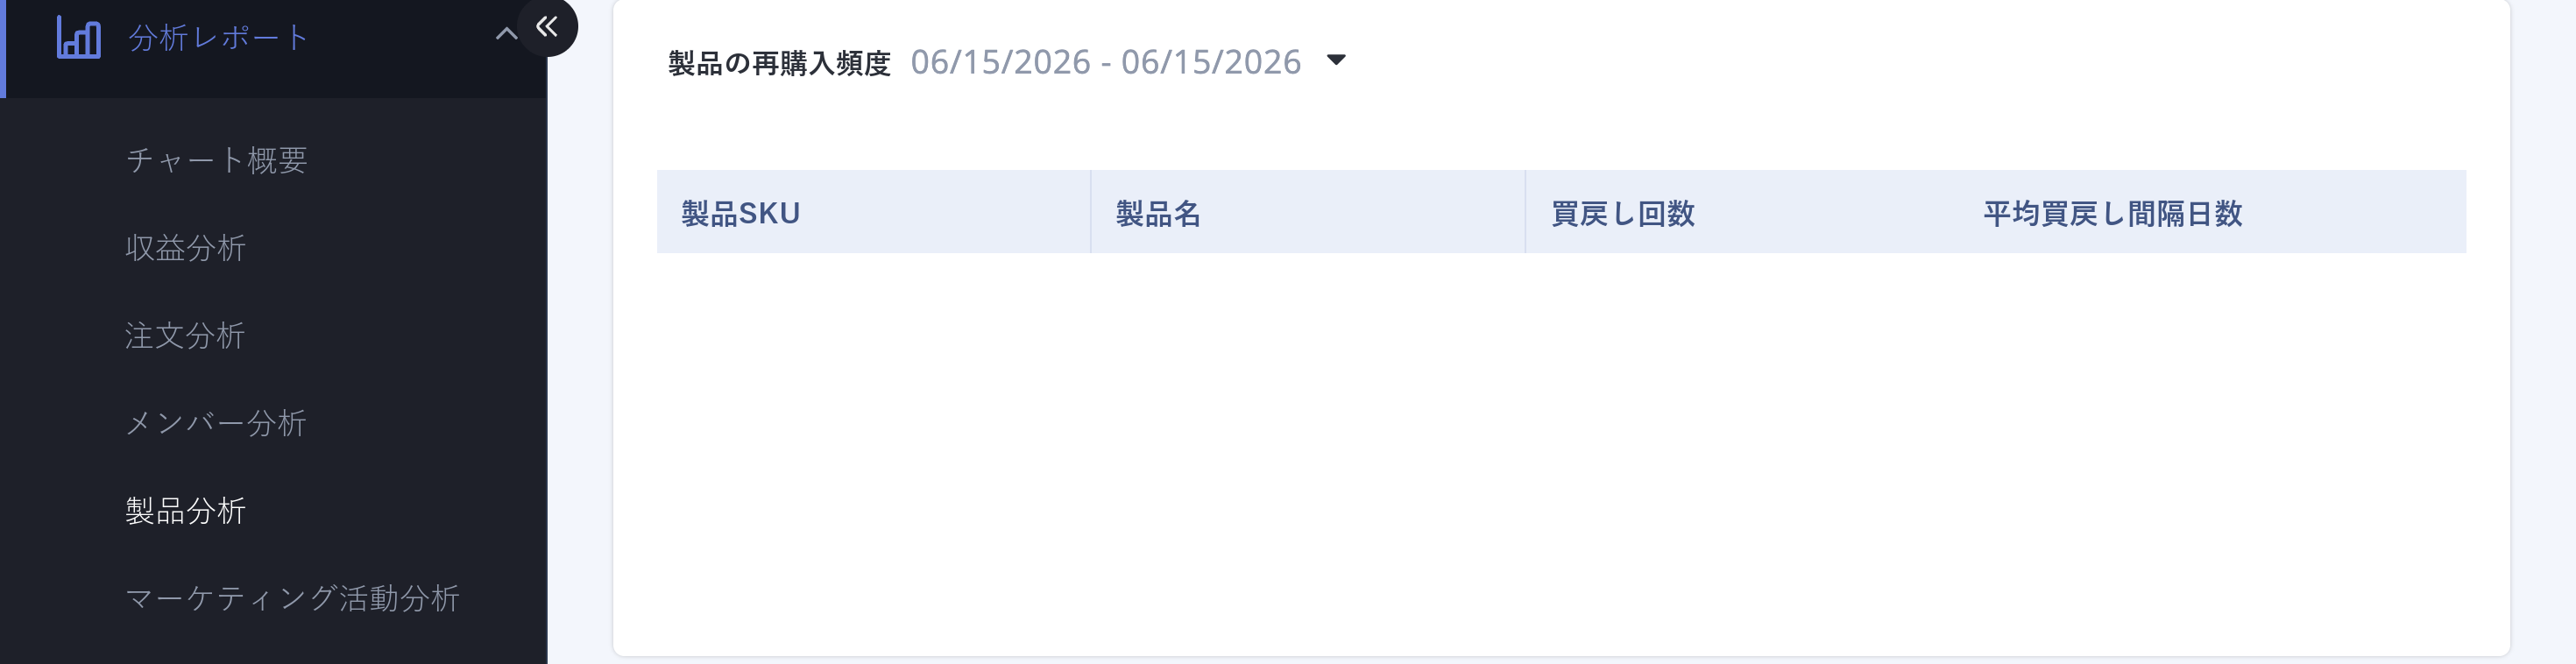 分析レポート
チャート概要
収益分析
注文分析
メンバー分析
製品分析
マーケティング活動分析
製品の再購入頻度 06/15/2026 - 06/15/2026
製品SKU 製品名 買戻し回数 平均買戻し間隔日数